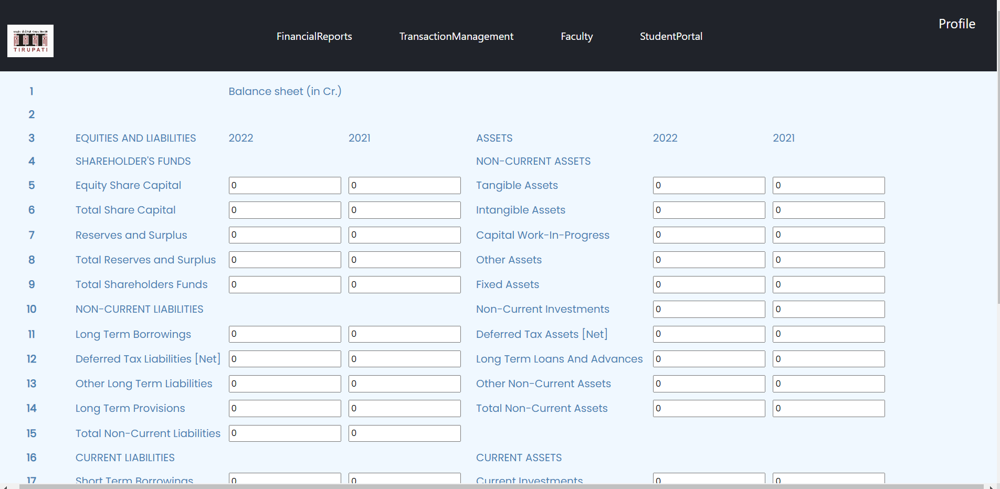 TIRUPATI
FinancialReports TransactionManagement Faculty StudentPortal Profile
1 Balance sheet (in Cr.)
2
3 EQUITIES AND LIABILITIES 2022 2021 ASSETS 2022 2021
4 SHAREHOLDER'S FUNDS NON-CURRENT ASSETS
5 Equity Share Capital 0 0 Tangible Assets 0 0
6 Total Share Capital 0 0 Intangible Assets 0 0
7 Reserves and Surplus 0 0 Capital Work-In-Progress 0 0
8 Total Reserves and Surplus 0 0 Other Assets 0 0
9 Total Shareholders Funds 0 0 Fixed Assets 0 0
10 NON-CURRENT LIABILITIES Non-Current Investments 0 0
11 Long Term Borrowings 0 0 Deferred Tax Assets [Net] 0 0
12 Deferred Tax Liabilities [Net] 0 0 Long Term Loans And Advances 0 0
13 Other Long Term Liabilities 0 0 Other Non-Current Assets 0 0
14 Long Term Provisions 0 0 Total Non-Current Assets 0 0
15 Total Non-Current Liabilities 0 0
16 CURRENT LIABILITIES CURRENT ASSETS
17 Short Term Borrowings 0 0 Current Investments 0 0